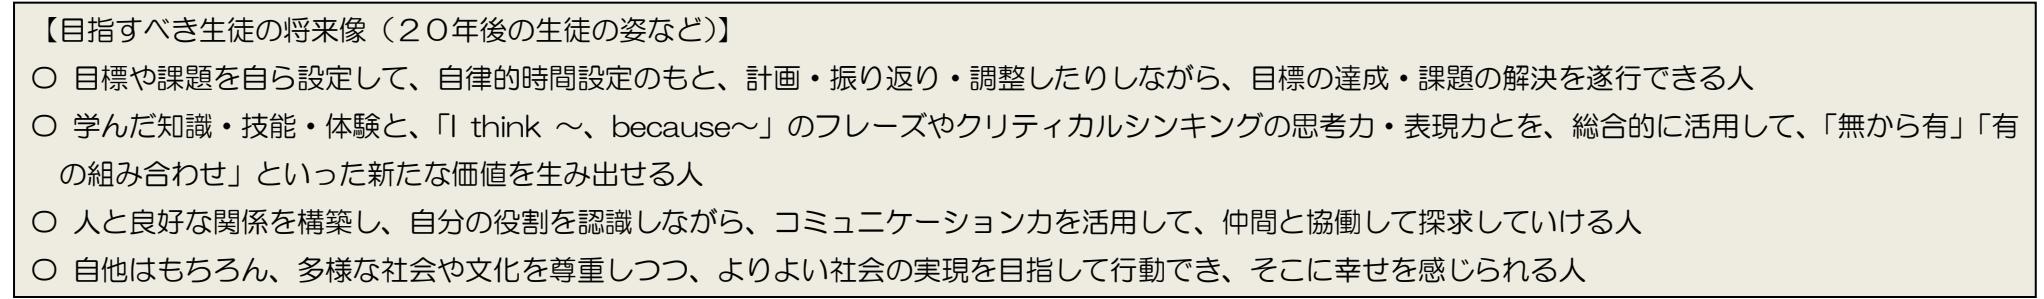 【目指すべき生徒の将来像（２０年後の生徒の姿など）】
〇 目標や課題を自ら設定して、自律的時間設定のもと、計画・振り返り・調整したりしながら、目標の達成・課題の解決を遂行できる人
〇 学んだ知識・技能・体験と、「I think ～、because～」のフレーズやクリティカルシンキングの思考力・表現力とを、総合的に活用して、「無から有」「有
の組み合わせ」といった新たな価値を生み出せる人
〇 人と良好な関係を構築し、自分の役割を認識しながら、コミュニケーション力を活用して、仲間と協働して探求していける人
〇 自他はもちろん、多様な社会や文化を尊重しつつ、よりよい社会の実現を目指して行動でき、そこに幸せを感じられる人